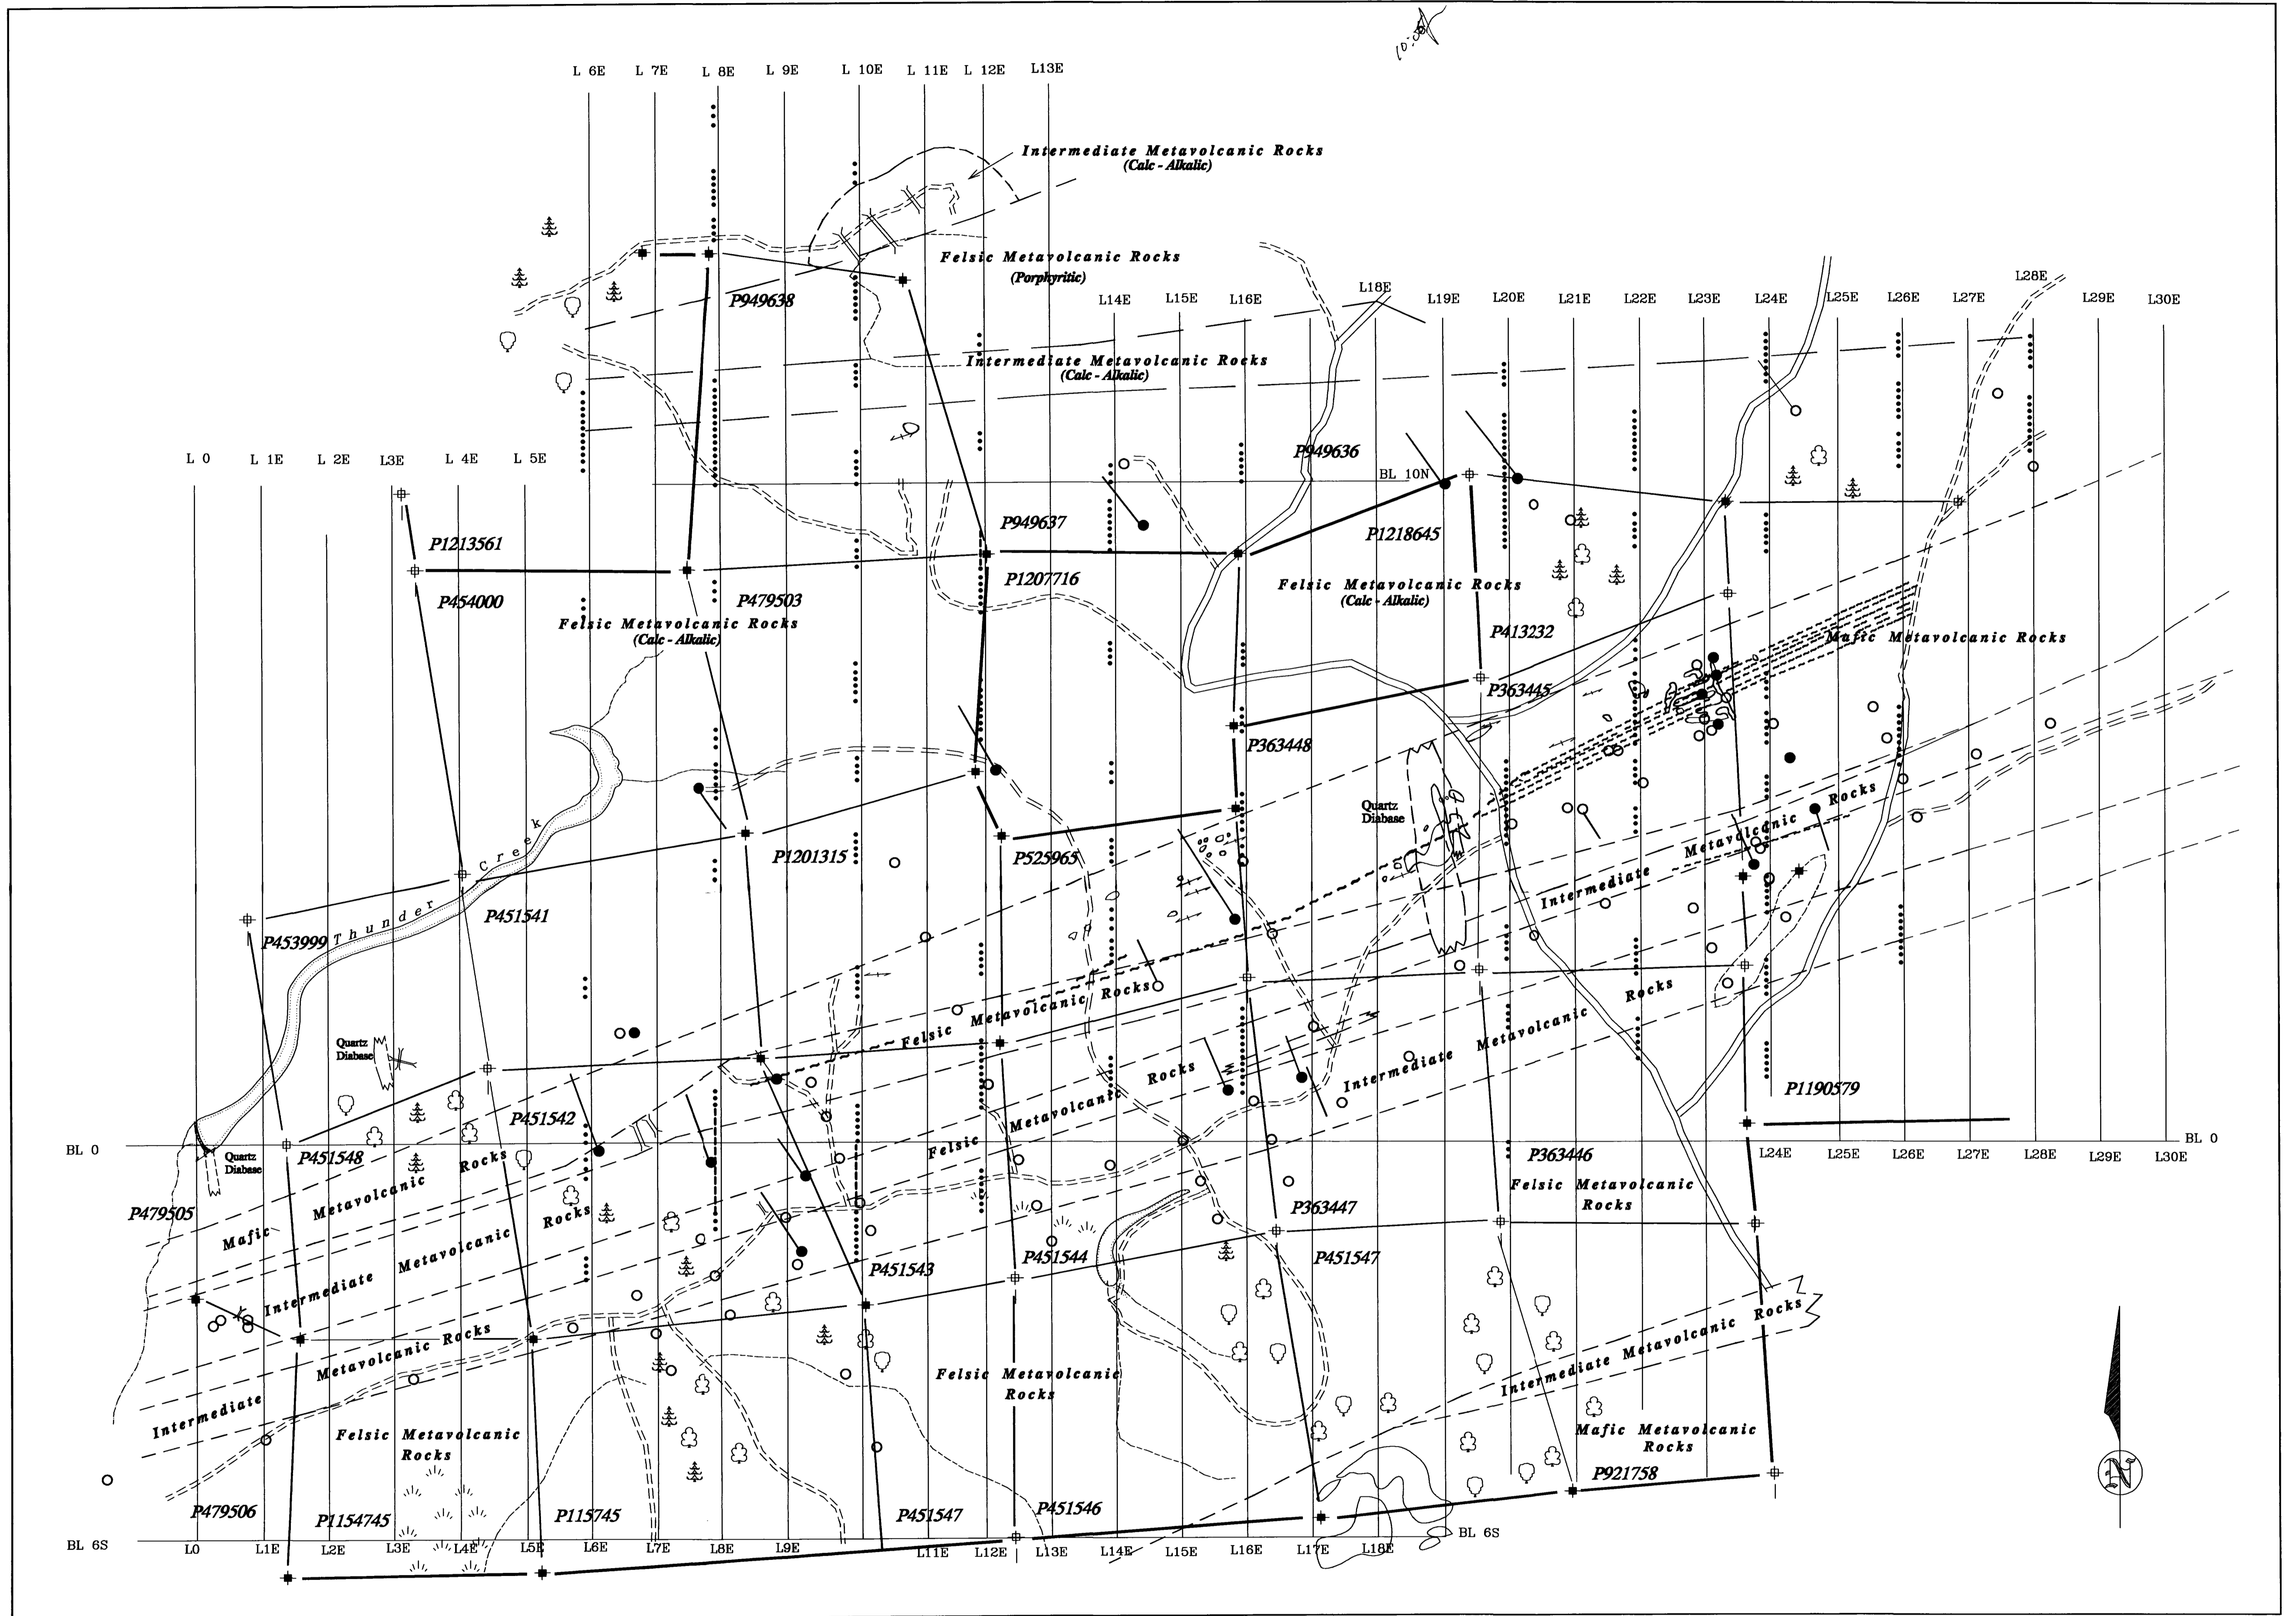 L 6E L 7E L 8E L 9E L 10E L 11E L 12E L13E
Intermediate Metavolcanic Rocks
(Calc - Alkalic)
Felsic Metavolcanic Rocks
(Porphyritic)
P949638
L14E L15E L16E L18E L19E L20E L21E L22E L23E L24E L25E L26E L27E L28E L29E L30E
Intermediate Metavolcanic Rocks
(Calc - Alkalic)
L 0 L 1E L 2E L3E L 4E L 5E
P949636
BL 10N
P949637
P1218645
P1213561
P1207716
P454000
P479503
Felsic Metavolcanic Rocks
(Calc - Alkalic)
Felsic Metavolcanic Rocks
(Calc - Alkalic)
P413232
Mafic Metavolcanic Rocks
P363445
P363448
Quartz
Diabase
Thunder Creek
P1201315
P525965
Intermediate Metavolcanic Rocks
P453999
P451541
Felsic Metavolcanic Rocks
Quartz
Diabase
Intermediate Metavolcanic Rocks
P1190579
Felsic Metavolcanic Rocks
P451542
BL 0
BL 0
Quartz
Diabase
P451548
P363446
L24E L25E L26E L27E L28E L29E L30E
Felsic Metavolcanic
Rocks
P479505
Mafic Metavolcanic Rocks
P363447
P451544
P451547
P451543
Intermediate Metavolcanic Rocks
Intermediate Metavolcanic Rocks
Intermediate Metavolcanic Rocks
Felsic Metavolcanic
Rocks
Felsic Metavolcanic
Rocks
Mafic Metavolcanic
Rocks
P921758
P479506
P1154745
P115745
P451547
P451546
N
BL 6S
BL 6S
L0 L1E L2E L3E L4E L5E L6E L7E L8E L9E L11E L12E L13E L14E L15E L16E L17E L18E